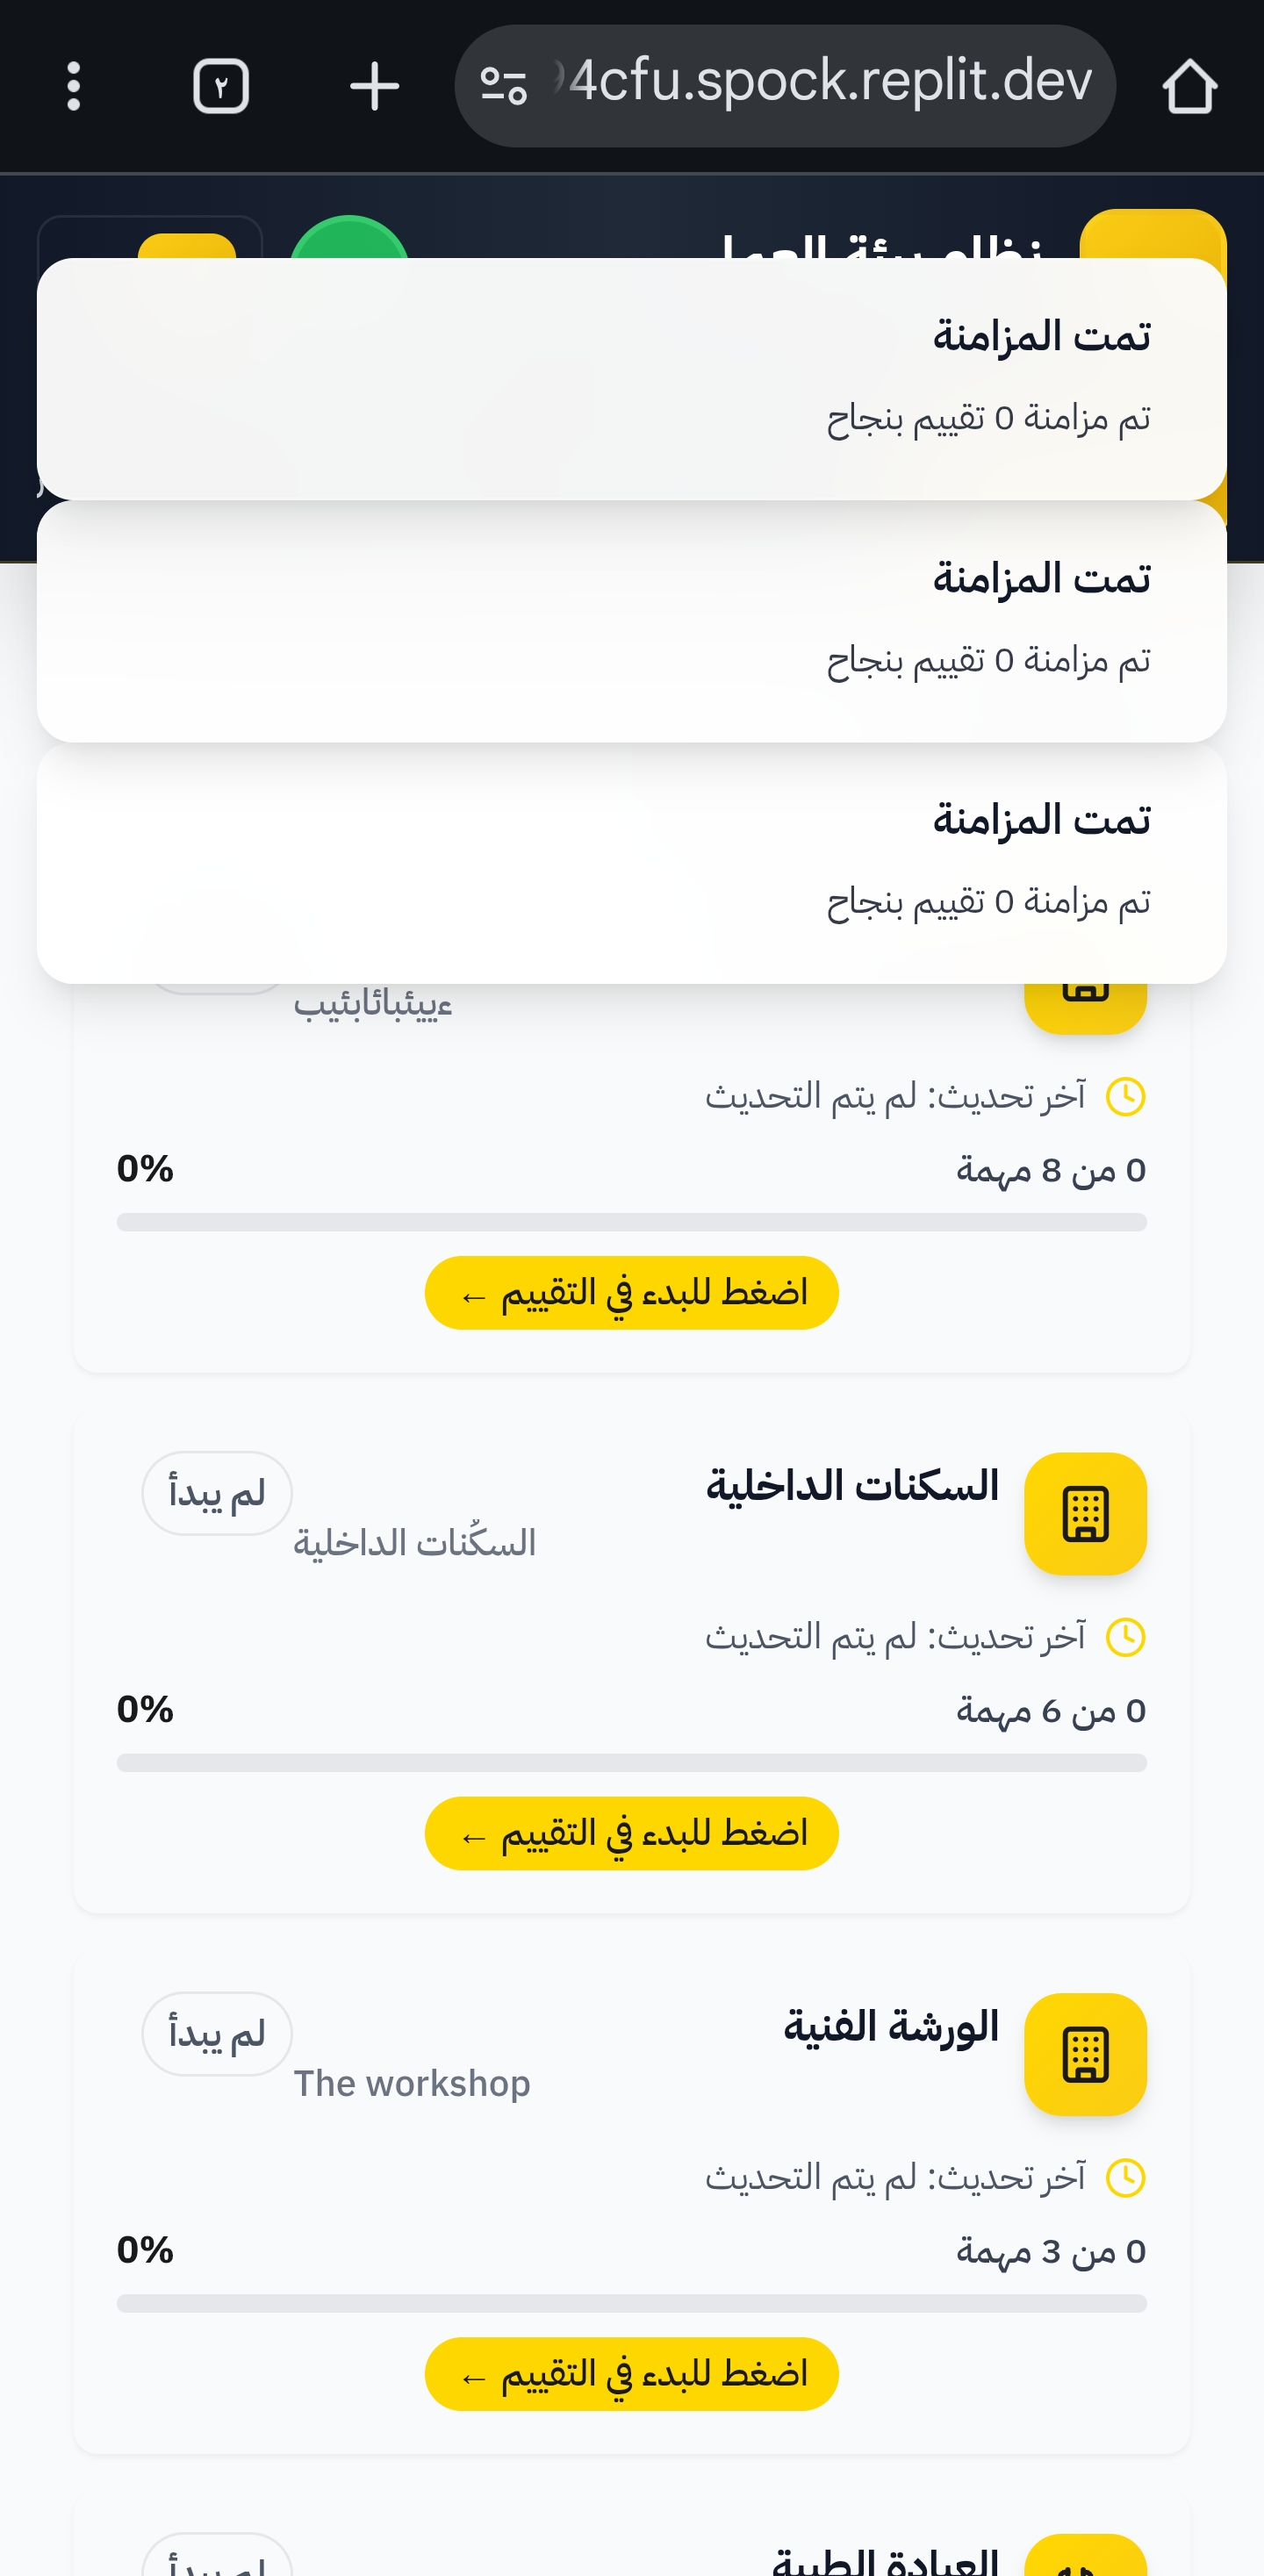 4cfu.spock.replit.dev
٢
نظام بيئة العمل
تمت المزامنة
تم مزامنة 0 تقييم بنجاح
تمت المزامنة
تم مزامنة 0 تقييم بنجاح
تمت المزامنة
تم مزامنة 0 تقييم بنجاح
آخر تحديث: لم يتم التحديث
0 من 8 مهمة
0%
اضغط للبدء في التقييم ←
السكنات الداخلية
لم يبدأ
السكُنات الداخلية
آخر تحديث: لم يتم التحديث
0 من 6 مهمة
0%
اضغط للبدء في التقييم ←
الورشة الفنية
لم يبدأ
The workshop
آخر تحديث: لم يتم التحديث
0 من 3 مهمة
0%
اضغط للبدء في التقييم ←
العيادة الطبية
لم يبدأ